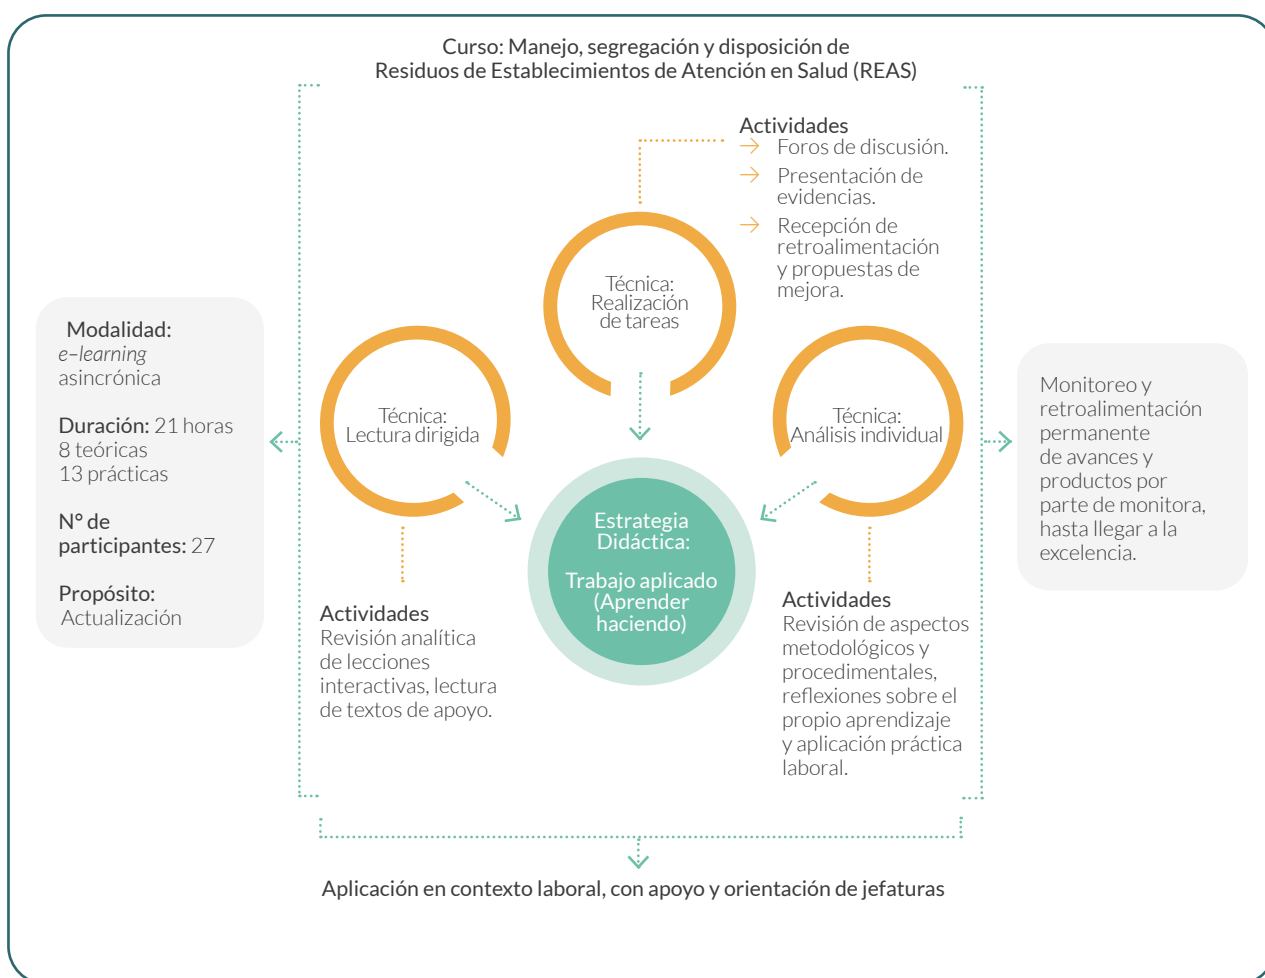 Curso: Manejo, segregación y disposición de
Residuos de Establecimientos de Atención en Salud (REAS)
Actividades
Foros de discusión.
Presentación de
evidencias.
Recepción de
retroalimentación
y propuestas de
mejora.
Técnica:
Realización
de tareas
Modalidad:
e-learning
asincrónica
Duración: 21 horas
8 teóricas
13 prácticas
N° de
participantes: 27
Propósito:
Actualización
Técnica:
Lectura dirigida
Técnica:
Análisis individual
Monitoreo y
retroalimentación
permanente
de avances y
productos por
parte de monitora,
hasta llegar a la
excelencia.
Estrategia
Didáctica:
Trabajo aplicado
(Aprender
haciendo)
Actividades
Revisión analítica
de lecciones
interactivas, lectura
de textos de apoyo.
Actividades
Revisión de aspectos
metodológicos y
procedimentales,
reflexiones sobre el
propio aprendizaje
y aplicación práctica
laboral.
Aplicación en contexto laboral, con apoyo y orientación de jefaturas